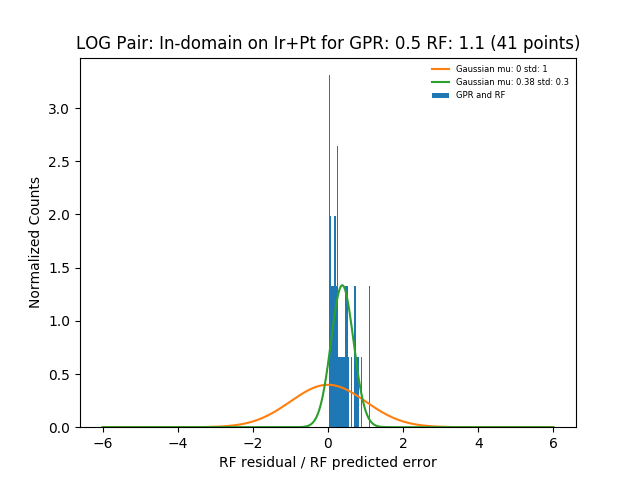 LOG Pair: In-domain on Ir+Pt for GPR: 0.5 RF: 1.1 (41 points)
Gaussian mu: 0 std: 1
Gaussian mu: 0.38 std: 0.3
GPR and RF
Normalized Counts
3.0
2.5
2.0
1.5
1.0
0.5
0.0
−6 −4 −2 0 2 4 6
RF residual / RF predicted error